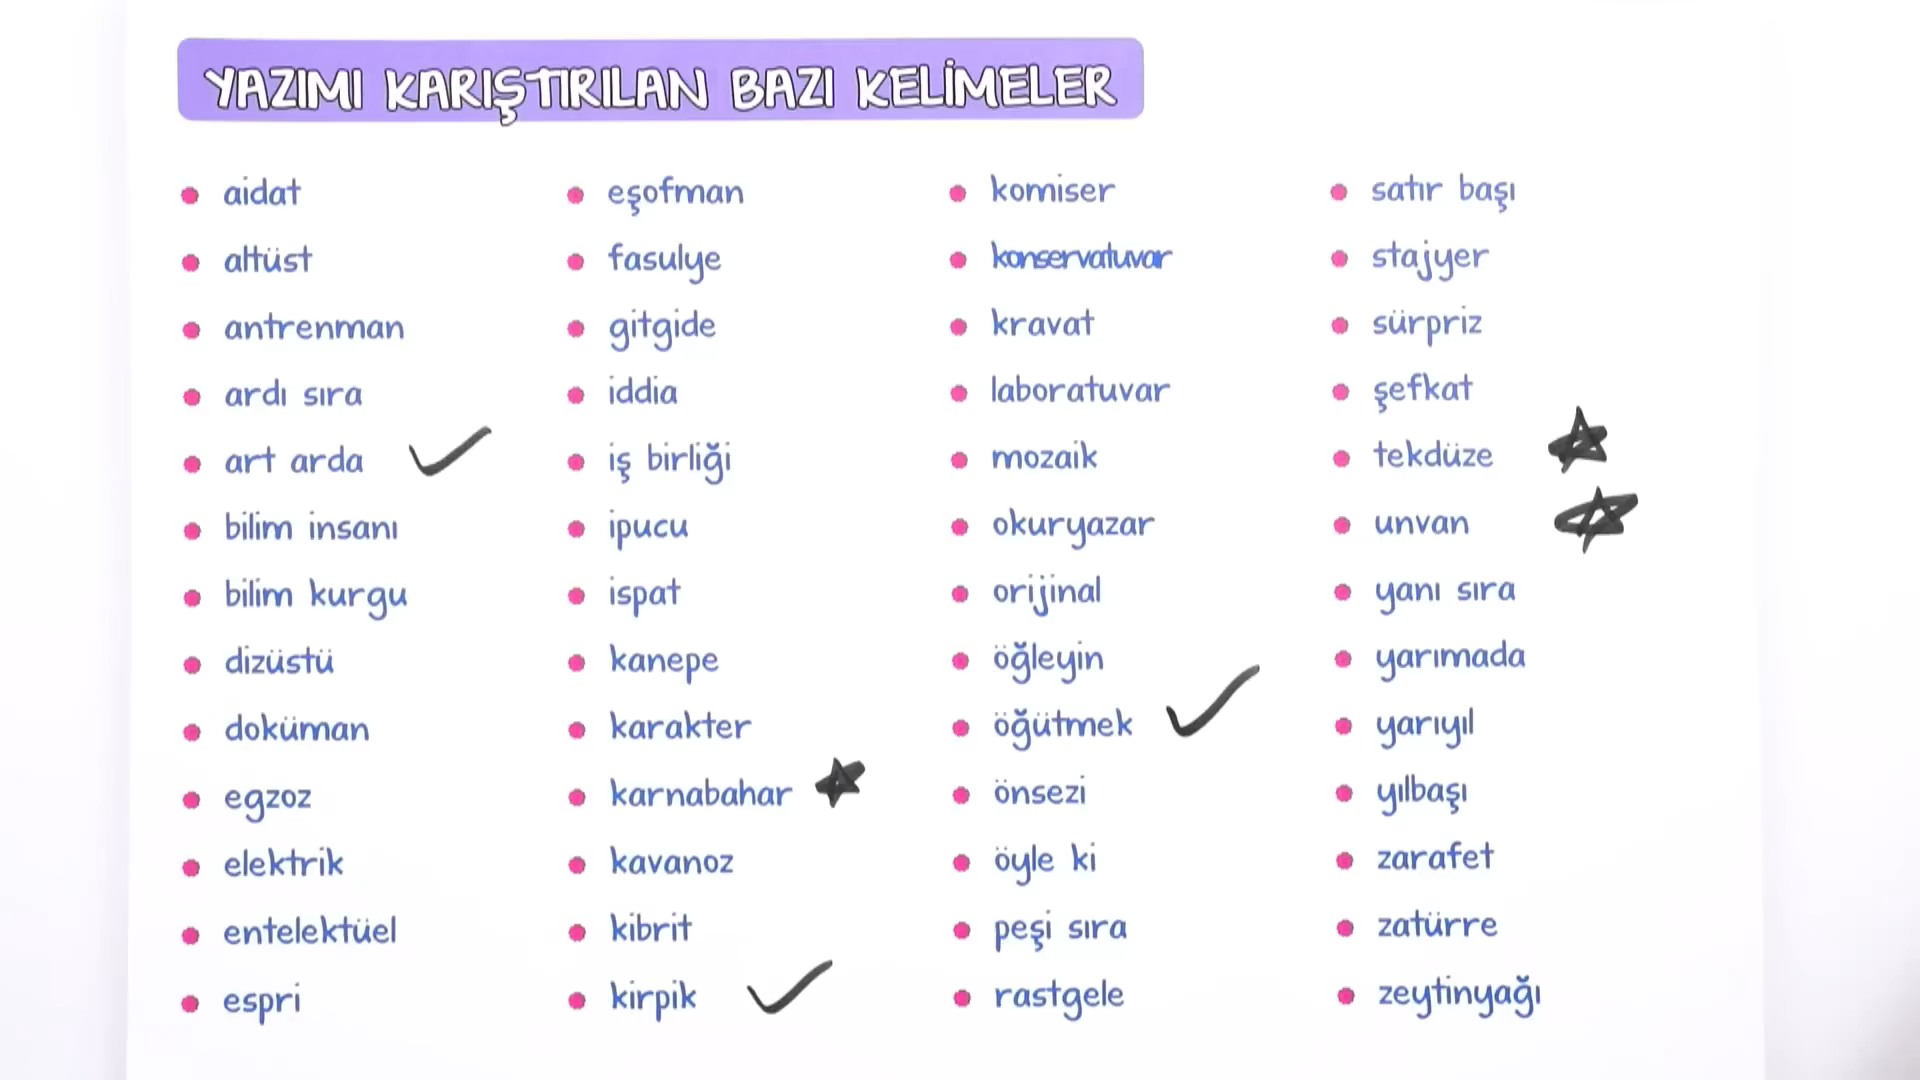 YAZIMI KARIŞTIRILAN BAZI KELİMELER
aidat
altüst
antrenman
ardı sıra
art arda
bilim insanı
bilim kurgu
dizüstü
doküman
egzoz
elektrik
entelektüel
espri
eşofman
fasulye
gitgide
iddia
iş birliği
ipucu
ispat
kanepe
karakter
karnabahar
kavanoz
kibrit
kirpik
komiser
konservatuvar
kravat
laboratuvar
mozaik
okuryazar
orijinal
öğleyin
öğütmek
önsezi
öyle ki
peşi sıra
rastgele
satır başı
stajyer
sürpriz
şefkat
tekdüze
unvan
yanı sıra
yarımada
yarıyıl
yılbaşı
zarafet
zatürre
zeytinyağı